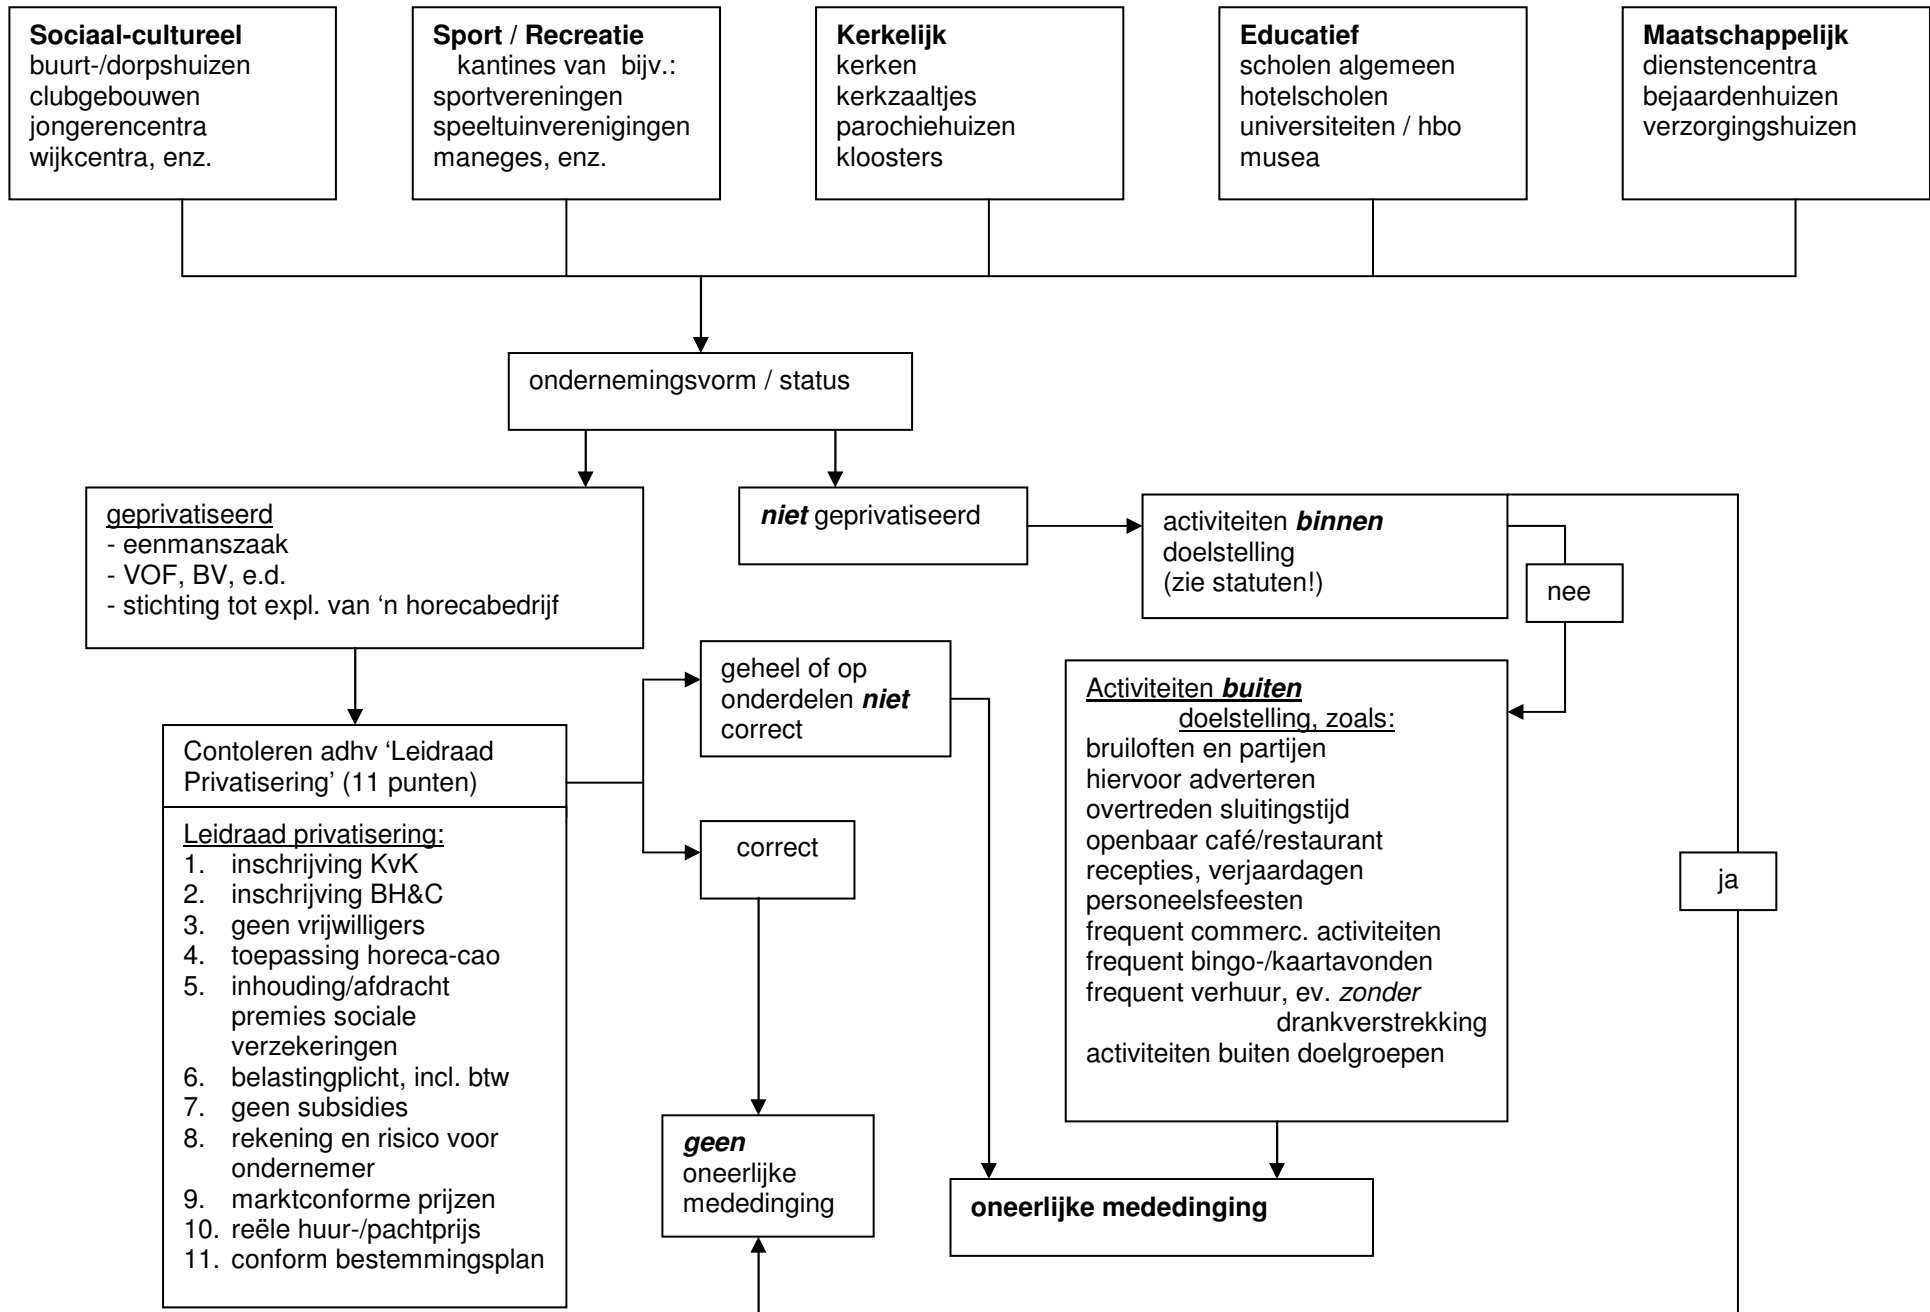 Sociaal-cultureel
buurt-/dorpshuizen
clubgebouwen
jongerencentra
wijkcentra, enz.
Sport / Recreatie
kantines van bijv.:
sportvereningen
speeltuinverenigingen
maneges, enz.
Kerkelijk
kerken
kerkzaaltjes
parochiehuizen
kloosters
Educatief
scholen algemeen
hotelscholen
universiteiten / hbo
musea
Maatschappelijk
dienstencentra
bejaardenhuizen
verzorgingshuizen
ondernemingsvorm / status
geprivatiseerd
- eenmanszaak
- VOF, BV, e.d.
- stichting tot expl. van ‘n horecabedrijf
niet geprivatiseerd
activiteiten binnen
doelstelling
(zie statuten!)
nee
geheel of op
onderdelen niet
correct
Activiteiten buiten
doelstelling, zoals:
bruiloften en partijen
hiervoor adverteren
overtreden sluitingstijd
openbaar café/restaurant
recepties, verjaardagen
personeelsfeesten
frequent commerc. activiteiten
frequent bingo-/kaartavonden
frequent verhuur, ev. zonder
drankverstrekking
activiteiten buiten doelgroepen
Contoleren adhv ‘Leidraad
Privatisering’ (11 punten)
Leidraad privatisering:
1. inschrijving KvK
2. inschrijving BH&C
3. geen vrijwilligers
4. toepassing horeca-cao
5. inhouding/afdracht
premies sociale
verzekeringen
6. belastingplicht, incl. btw
7. geen subsidies
8. rekening en risico voor
ondernemer
9. marktconforme prijzen
10. reële huur-/pachtprijs
11. conform bestemmingsplan
correct
ja
geen
oneerlijke
mededinging
oneerlijke mededinging